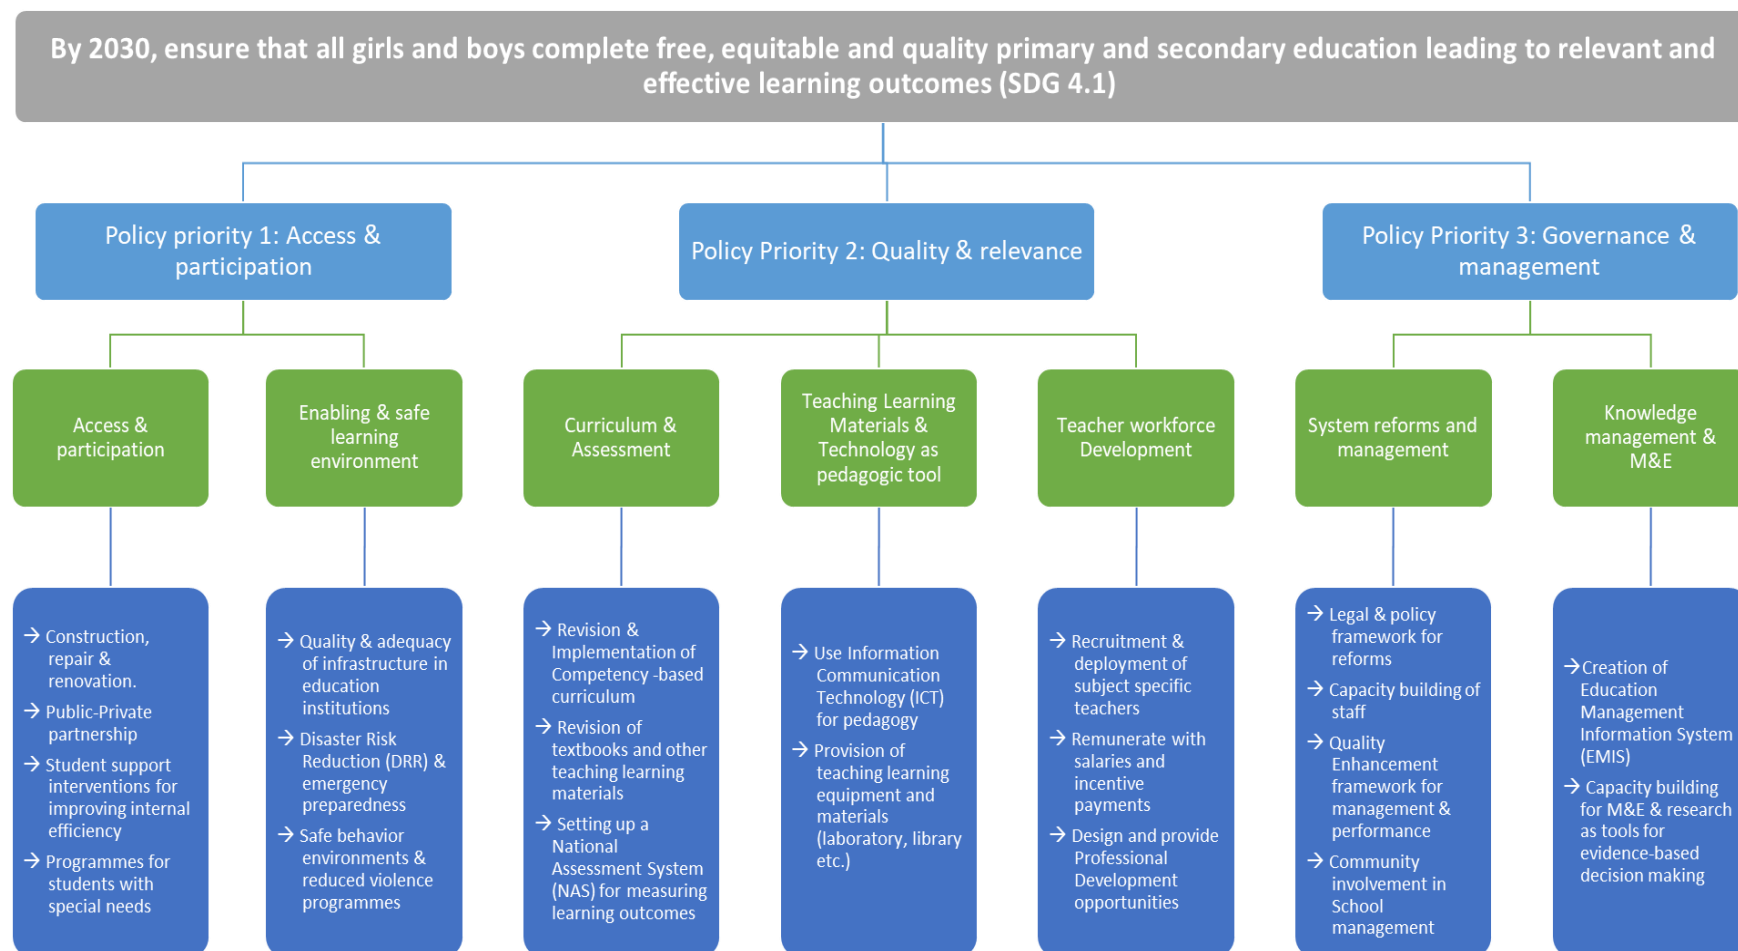 By 2030, ensure that all girls and boys complete free, equitable and quality primary and secondary education leading to relevant and
effective learning outcomes (SDG 4.1)
Policy priority 1: Access &
participation
Policy Priority 2: Quality & relevance
Policy Priority 3: Governance &
management
Access &
participation
Enabling & safe
learning
environment
Curriculum &
Assessment
Teaching Learning
Materials &
Technology as
pedagogic tool
Teacher workforce
Development
System reforms and
management
Knowledge
management &
M&E
→ Construction,
repair &
renovation.
→ Public-Private
partnership
→ Student support
interventions for
improving internal
efficiency
→ Programmes for
students with
special needs
→ Quality & adequacy
of infrastructure in
education
institutions
→ Disaster Risk
Reduction (DRR) &
emergency
preparedness
→ Safe behavior
environments &
reduced violence
programmes
→ Revision &
Implementation of
Competency -based
curriculum
→ Revision of
textbooks and other
teaching learning
materials
→ Setting up a
National
Assessment System
(NAS) for measuring
learning outcomes
→ Use Information
Communication
Technology (ICT)
for pedagogy
→ Provision of
teaching learning
equipment and
materials
(laboratory, library
etc.)
→ Recruitment &
deployment of
subject specific
teachers
→ Remunerate with
salaries and
incentive
payments
→ Design and provide
Professional
Development
opportunities
→ Legal & policy
framework for
reforms
→ Capacity building of
staff
→ Quality
Enhancement
framework for
management &
performance
→ Community
involvement in
School
management
→Creation of
Education
Management
Information System
(EMIS)
→ Capacity building
for M&E & research
as tools for
evidence-based
decision making